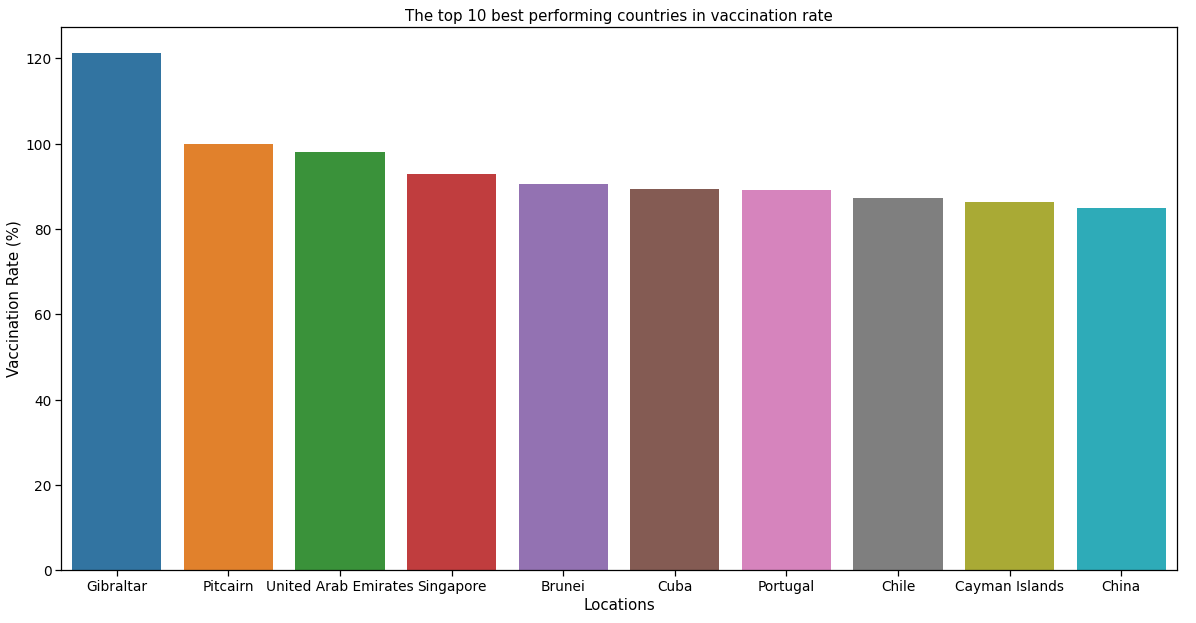 The top 10 best performing countries in vaccination rate
Vaccination Rate (%)
120
100
80
60
40
20
0
Gibraltar Pitcairn United Arab Emirates Singapore Brunei Cuba Portugal Chile Cayman Islands China
Locations